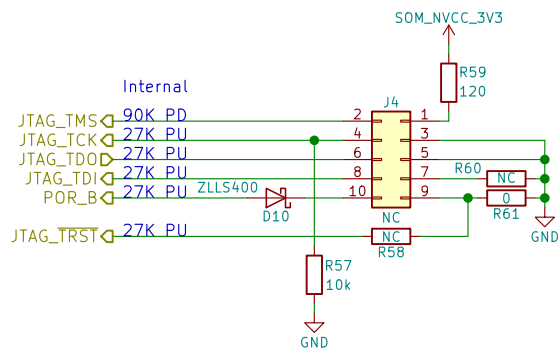 SOM_NVCC_3V3
R59
120
Internal
J4
JTAG_TMS 90K PD 2 1
JTAG_TCK 27K PU 4 3
JTAG_TDO 27K PU 6 5
JTAG_TDI 27K PU 8 7 R60 NC
POR_B 27K PU ZLLS400 10 9 0
D10 NC R61
JTAG_TRST 27K PU NC GND
R58
R57
10k
GND